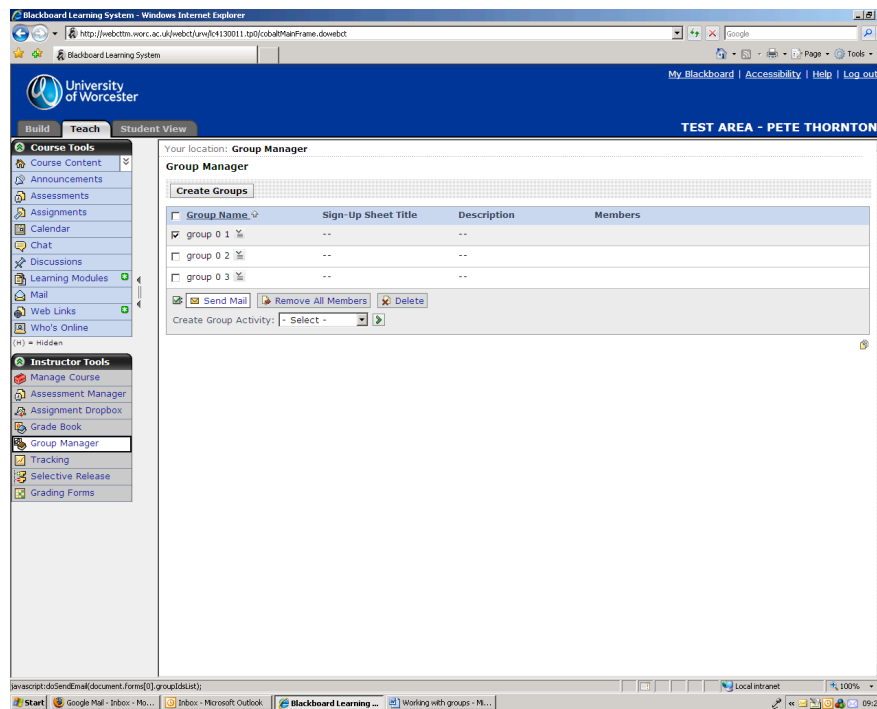 Blackboard Learning System - Windows Internet Explorer
http://webcttm.worc.ac.uk/webct/urw/lc4130011.tp0/cobaltMainFrame.dowebct
Google
Blackboard Learning System
Page
Tools
My Blackboard | Accessibility | Help | Log out
University
of Worcester
Build Teach Student View
TEST AREA - PETE THORNTON
Course Tools
Course Content
Announcements
Assessments
Assignments
Calendar
Chat
Discussions
Learning Modules
Mail
Web Links
Who's Online
(H) = Hidden
Instructor Tools
Manage Course
Assessment Manager
Assignment Dropbox
Grade Book
Group Manager
Tracking
Selective Release
Grading Forms
Your location: Group Manager
Group Manager
Create Groups
Group Name Sign-Up Sheet Title Description Members
group 0 1 -- --
group 0 2 -- --
group 0 3 -- --
Send Mail Remove All Members Delete
Create Group Activity: - Select -
javascript:doSendEmail(document.forms[0].groupIdsList);
Local intranet
100%
Start
Google Mail - Inbox - Mo...
Inbox - Microsoft Outlook
Blackboard Learning ...
Working with groups - Mi...
09:2